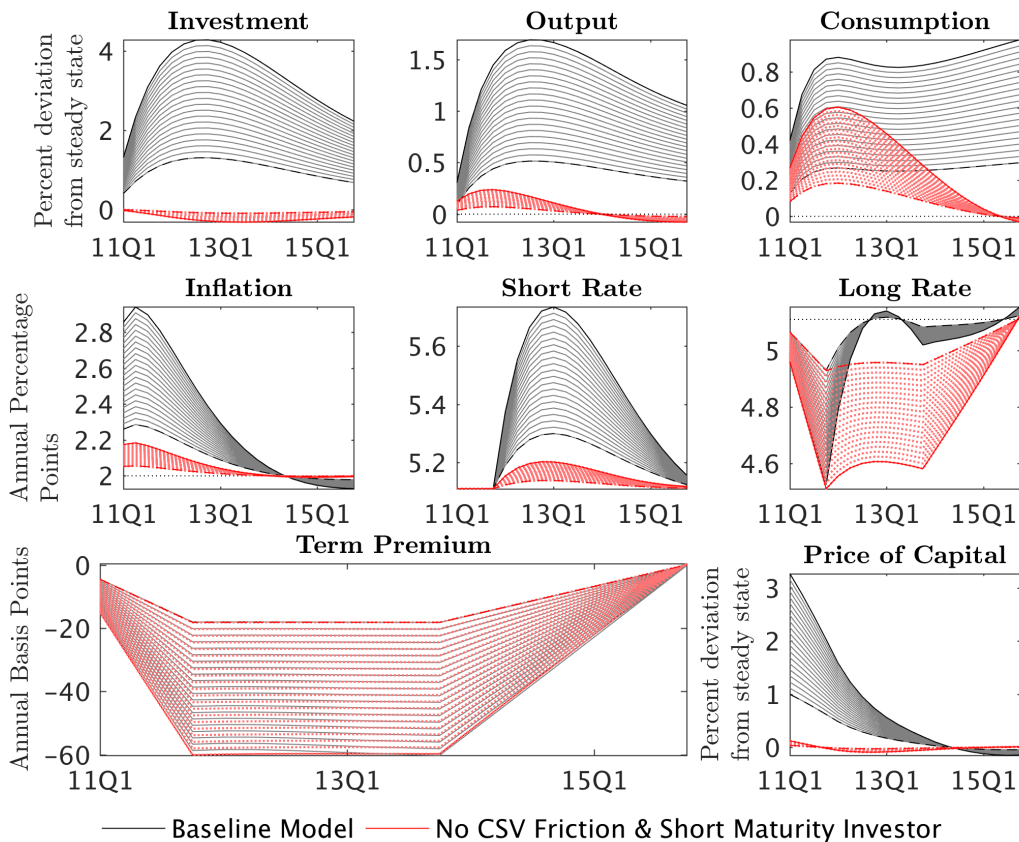 Investment
Output
Consumption
Percent deviation
from steady state
4
2
0
11Q1
13Q1
15Q1
1.5
1
0.5
0
11Q1
13Q1
15Q1
0.8
0.6
0.4
0.2
0
11Q1
13Q1
15Q1
Inflation
Short Rate
Long Rate
Annual Percentage
Points
2.8
2.6
2.4
2.2
2
11Q1
13Q1
15Q1
5.6
5.4
5.2
11Q1
13Q1
15Q1
5
4.8
4.6
11Q1
13Q1
15Q1
Term Premium
Price of Capital
Annual Basis Points
0
−20
−40
−60
11Q1
13Q1
15Q1
Percent deviation
from steady state
3
2
1
0
11Q1
13Q1
15Q1
Baseline Model
No CSV Friction & Short Maturity Investor